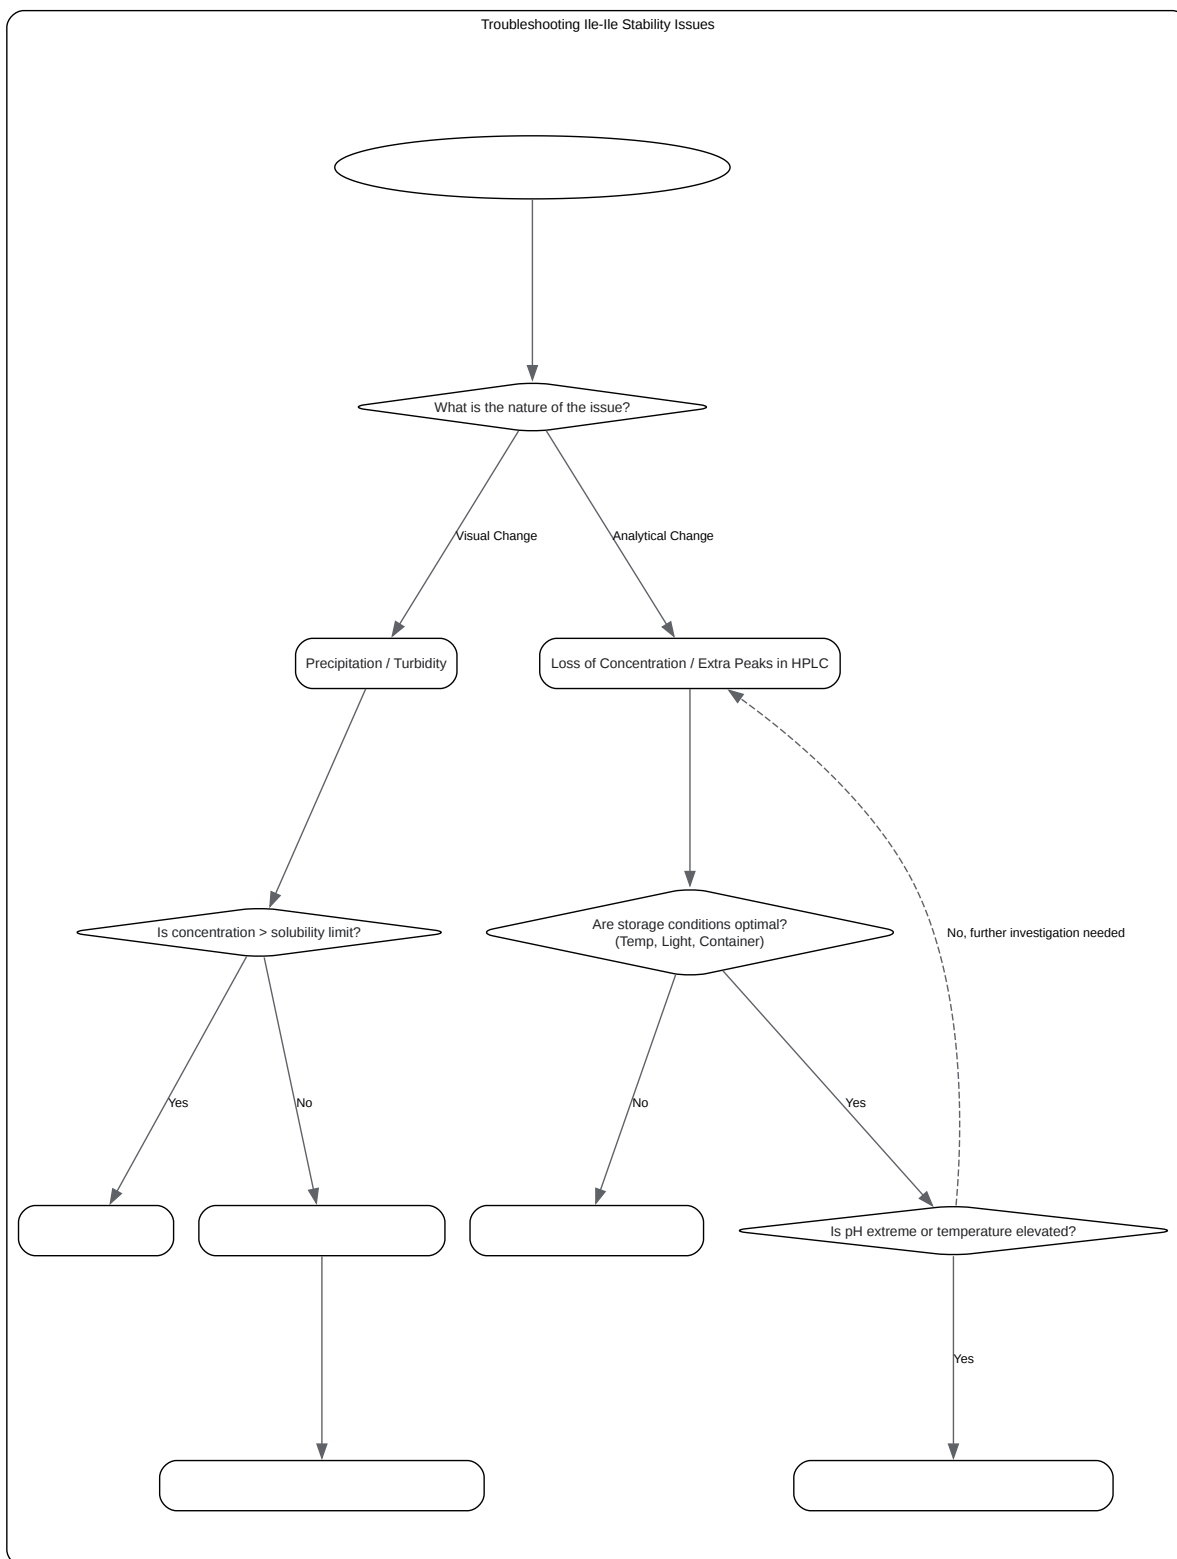 Troubleshooting Ile-Ile Stability Issues
What is the nature of the issue?
Visual Change
Analytical Change
Precipitation / Turbidity
Loss of Concentration / Extra Peaks in HPLC
Is concentration > solubility limit?
Are storage conditions optimal?
(Temp, Light, Container)
No, further investigation needed
Yes
No
No
Yes
Is pH extreme or temperature elevated?
Yes